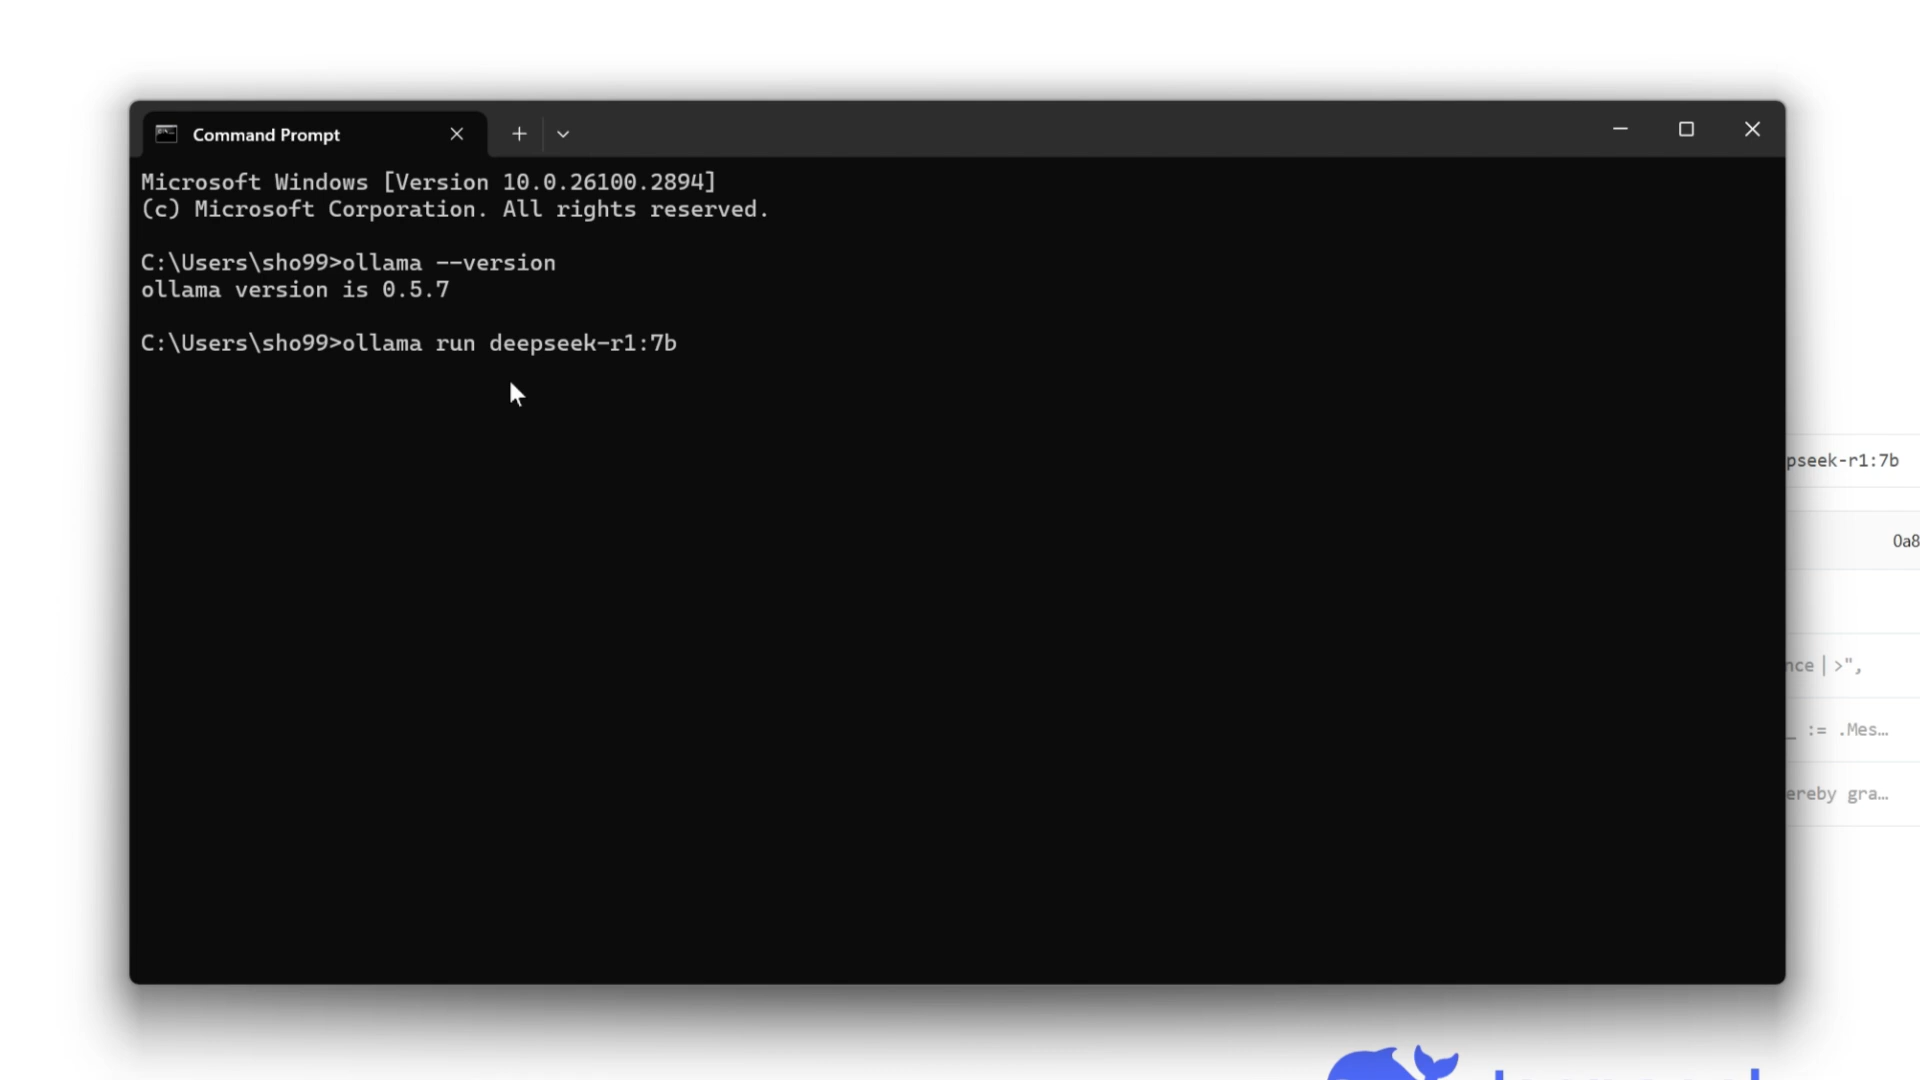 Command Prompt
Microsoft Windows [Version 10.0.26100.2894]
(c) Microsoft Corporation. All rights reserved.
C:\Users\sho99>ollama --version
ollama version is 0.5.7
C:\Users\sho99>ollama run deepseek-r1:7b
pseek-r1:7b
0a8
nce|>",
_ := .Mes…
ereby gra…